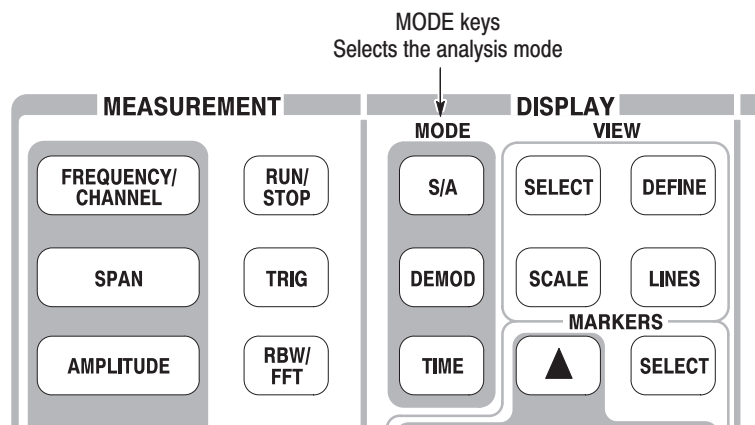 MODE keys
Selects the analysis mode
MEASUREMENT
FREQUENCY/
CHANNEL
RUN/
STOP
SPAN
TRIG
AMPLITUDE
RBW/
FFT
DISPLAY
MODE
S/A
DEMOD
TIME
VIEW
SELECT
DEFINE
SCALE
LINES
MARKERS
▲
SELECT